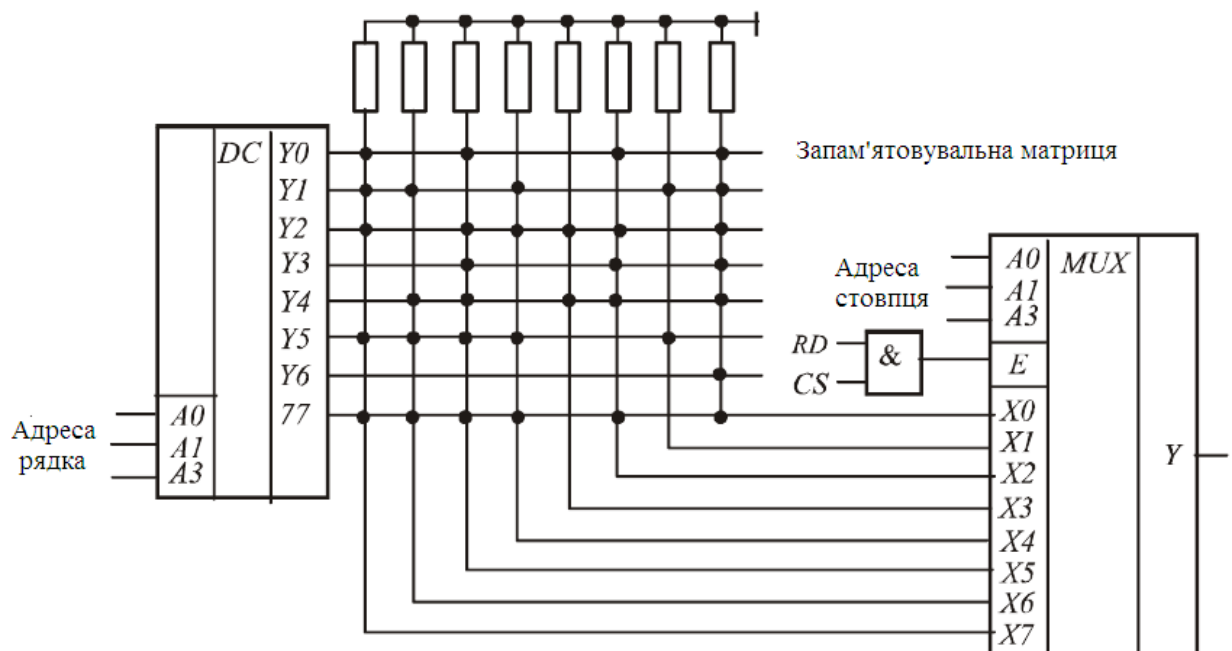 DC
Y0
Y1
Y2
Y3
Y4
Y5
Y6
77
A0
A1
A3
Адреса
рядка
Запам'ятовувальна матриця
Адреса
стовпця
RD
CS
&
A0
A1
A3
E
X0
X1
X2
X3
X4
X5
X6
X7
MUX
Y